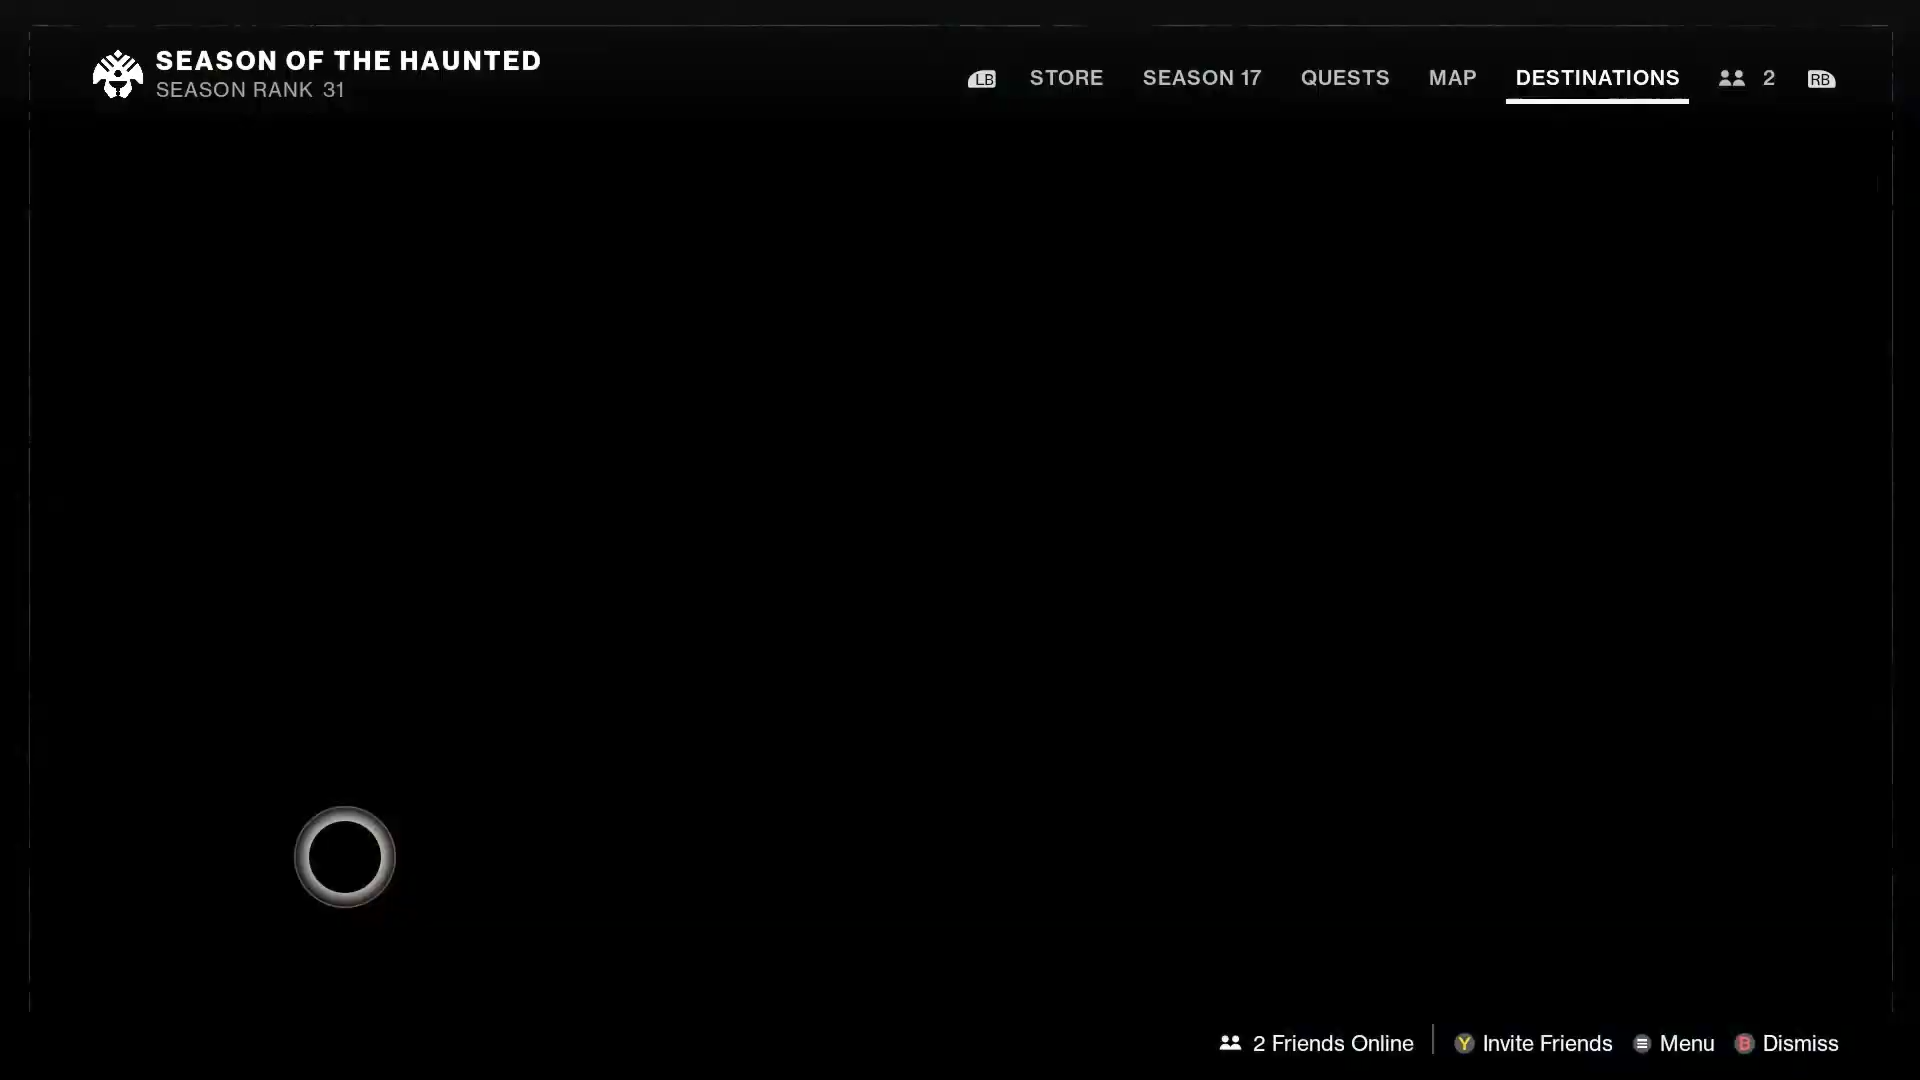 SEASON OF THE HAUNTED
SEASON RANK 31
LB STORE SEASON 17 QUESTS MAP DESTINATIONS 2 RB
2 Friends Online Y Invite Friends Menu B Dismiss